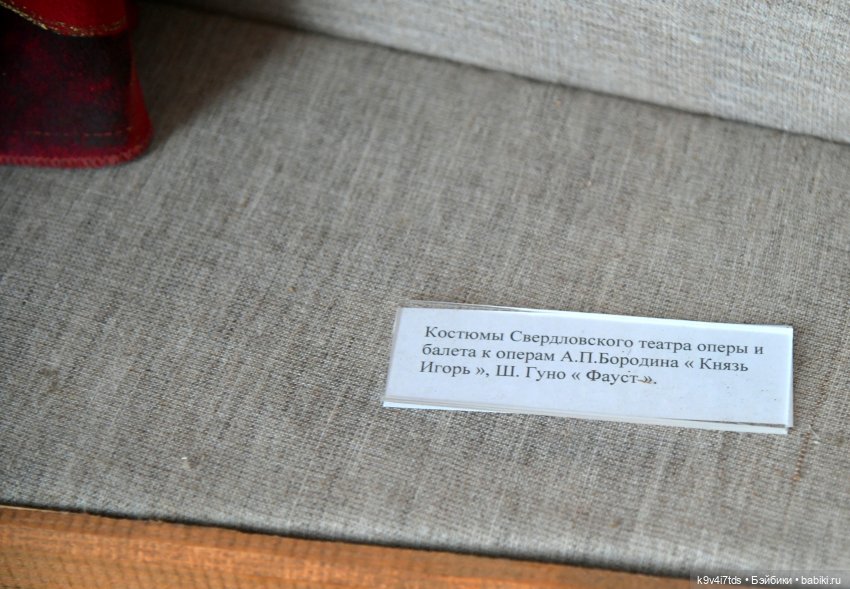 Костюмы Свердловского театра оперы и
балета к операм А.П.Бородина « Князь
Игорь », Ш. Гуно « Фауст ».
k9v4i7tds • Бэйбики • babiki.ru